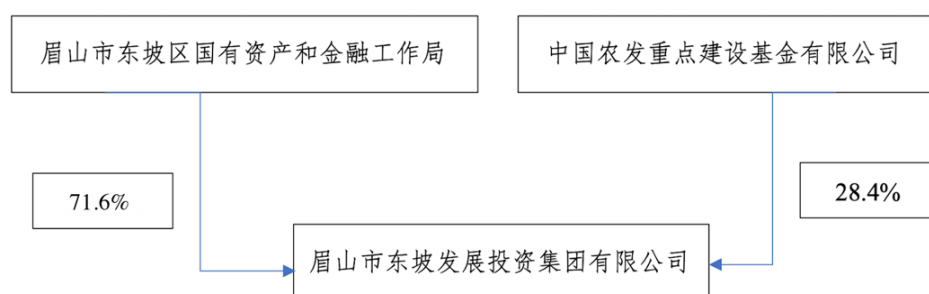 眉山市东坡区国有资产和金融工作局
中国农发重点建设基金有限公司
71.6%
28.4%
眉山市东坡发展投资集团有限公司